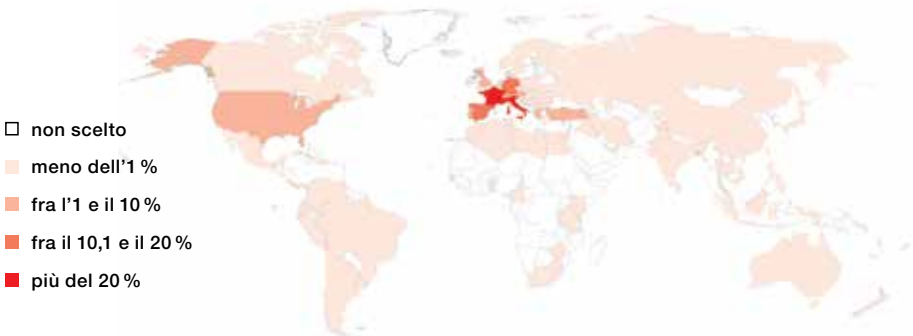 non scelto
meno dell'1 %
fra l'1 e il 10 %
fra il 10,1 e il 20 %
più del 20 %